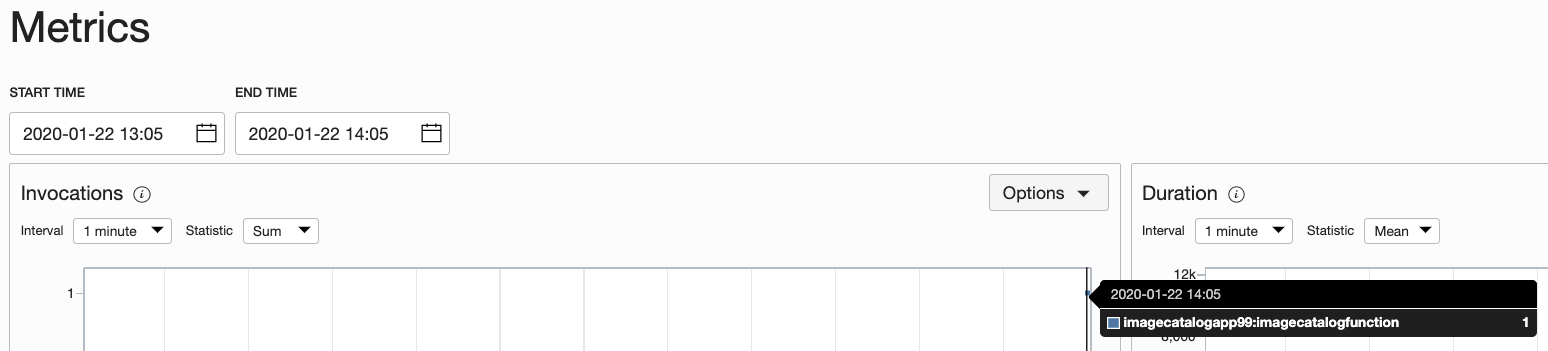 Metrics
START TIME END TIME
2020-01-22 13:05 2020-01-22 14:05
Invocations i Options
Interval 1 minute Statistic Sum
1
Duration i
Interval 1 minute Statistic Mean
12k
2020-01-22 14:05
imagecatalogapp99:imagecatalogfunction 1
8,000